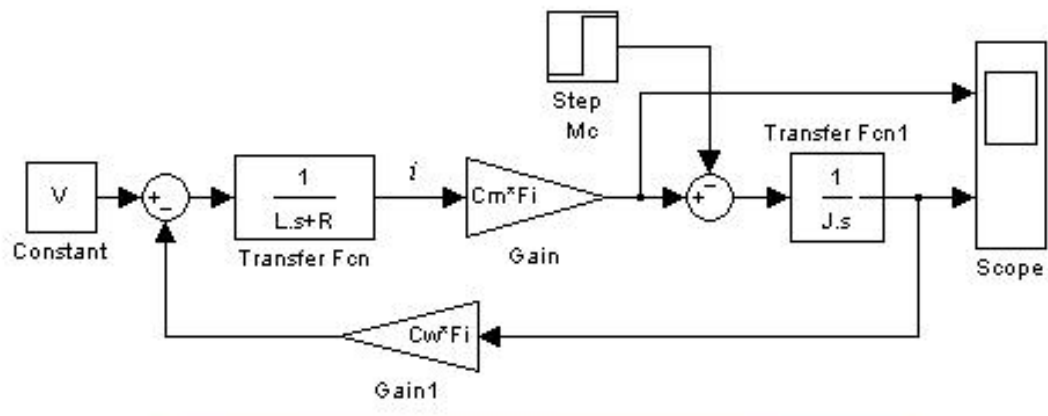 Step
Mc
Transfer Fcn1
V
+
-
1
L.s+R
i
Cm*Fi
+
-
1
J.s
Constant
Transfer Fcn
Gain
Scope
Cw*Fi
Gain1